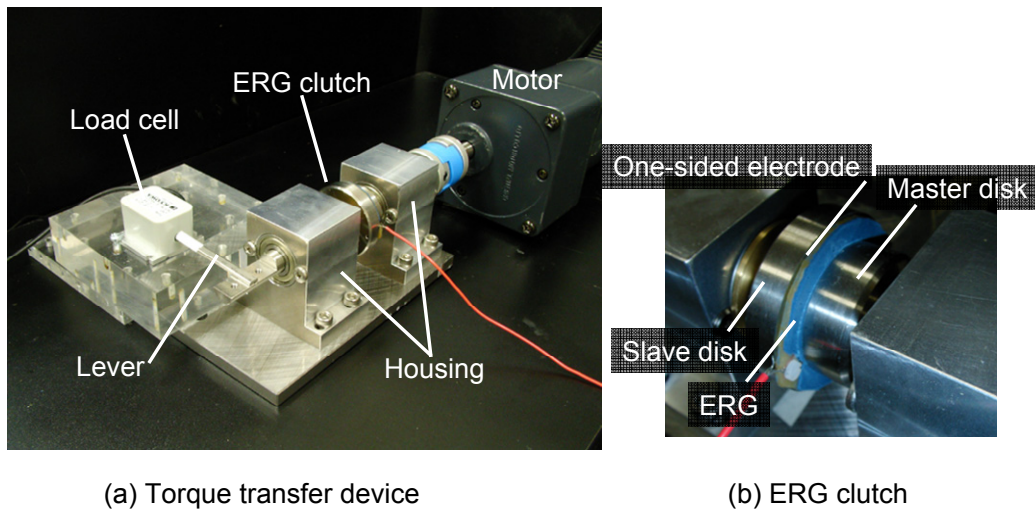 ERG clutch
Motor
Load cell
Lever
Housing
One-sided electrode
Master disk
Slave disk
ERG
(a) Torque transfer device
(b) ERG clutch